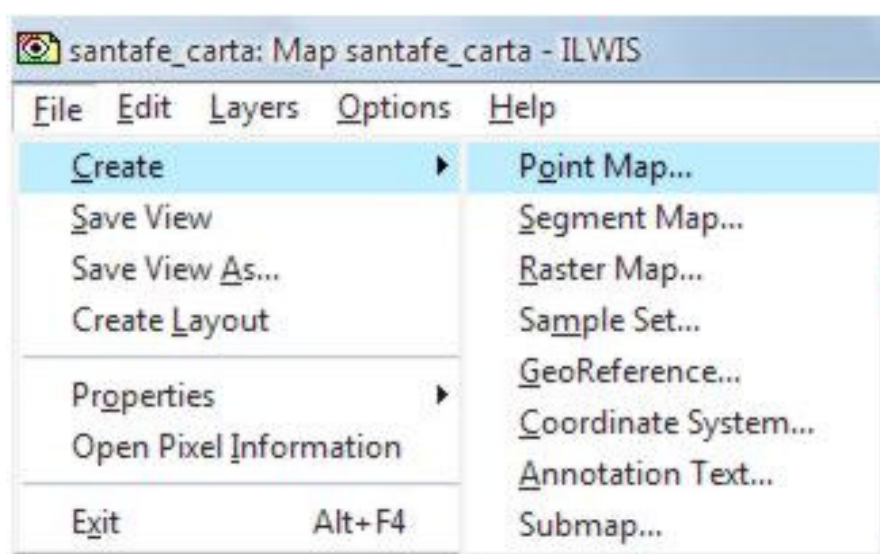 santafe_carta: Map santafe_carta - ILWIS
File Edit Layers Options Help
Create
Save View
Save View As...
Create Layout
Properties
Open Pixel Information
Exit Alt+F4
Point Map...
Segment Map...
Raster Map...
Sample Set...
GeoReference...
Coordinate System...
Annotation Text...
Submap...